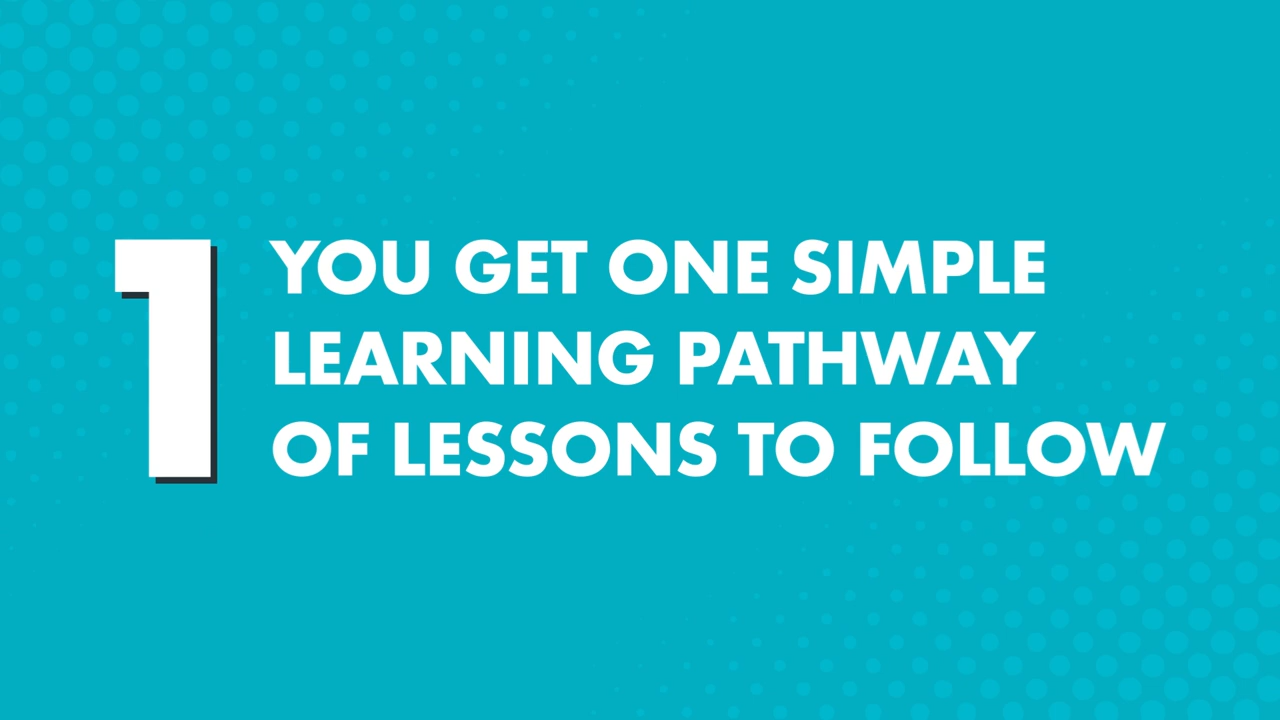 1
YOU GET ONE SIMPLE
LEARNING PATHWAY
OF LESSONS TO FOLLOW